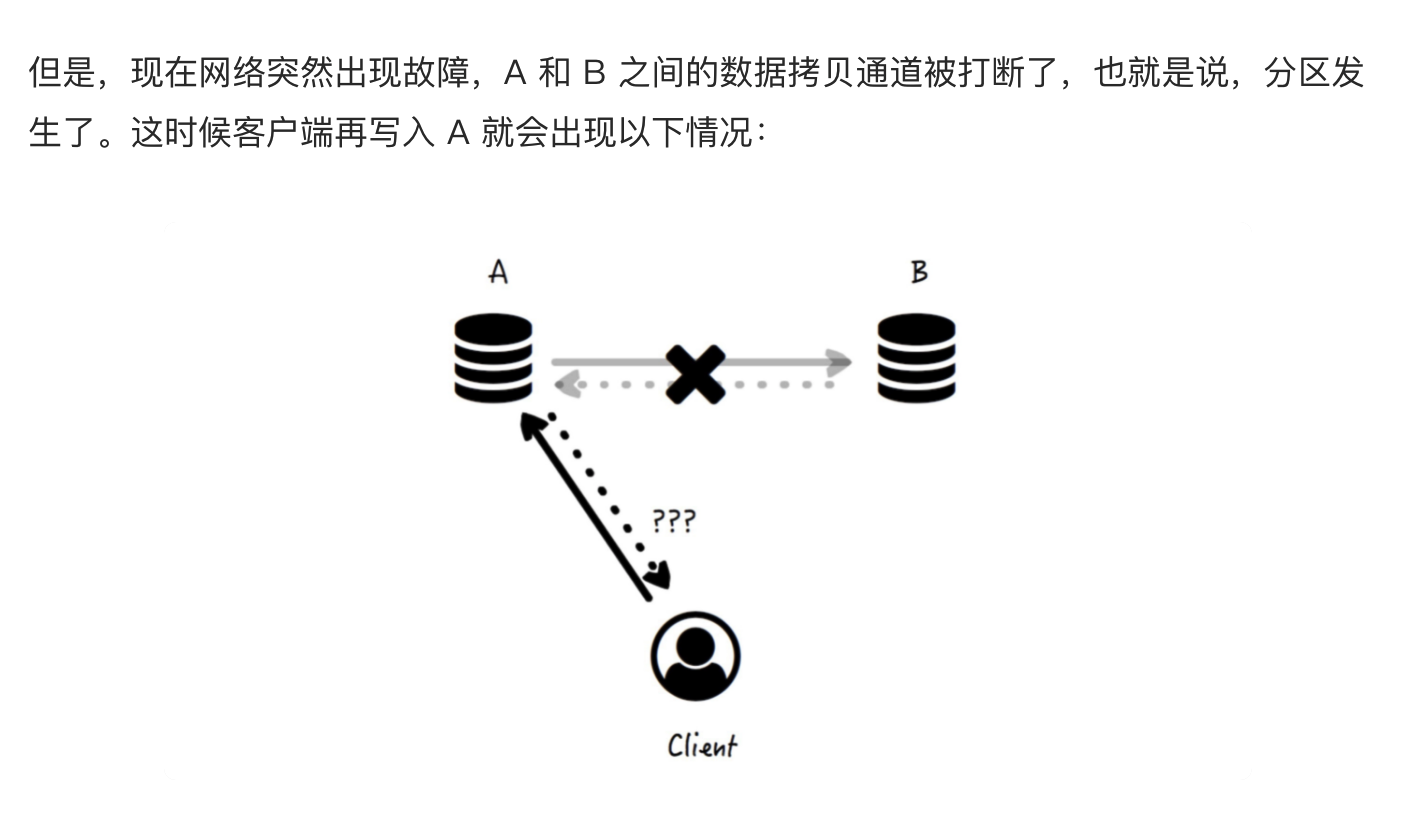 但是，现在网络突然出现故障，A 和 B 之间的数据拷贝通道被打断了，也就是说，分区发
生了。这时候客户端再写入 A 就会出现以下情况：
A
B
???
Client